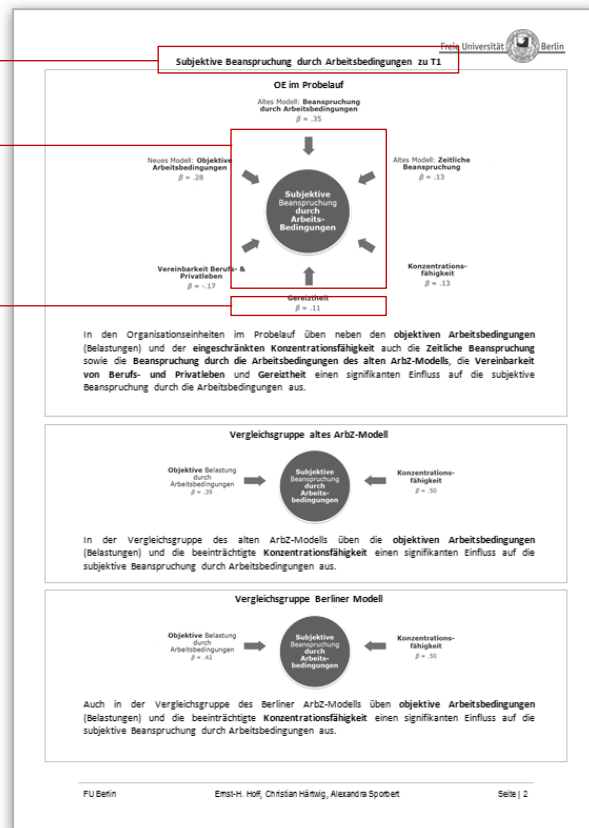 Freie Universität Berlin
Subjektive Beanspruchung durch Arbeitsbedingungen zu T1
OE im Probelauf
Altes Modell: Beanspruchung
durch Arbeitsbedingungen
β = .35
Neues Modell: Objektive
Arbeitsbedingungen
β = .28
Altes Modell: Zeitliche
Beanspruchung
β = .13
Subjektive
Beanspruchung
durch
Arbeits-
Bedingungen
Vereinbarkeit Berufs- &
Privatleben
β = -.17
Konzentrations-
fähigkeit
β = .13
Gereiztheit
β = .11
In den Organisationseinheiten im Probelauf üben neben den objektiven Arbeitsbedingungen
(Belastungen) und der eingeschränkten Konzentrationsfähigkeit auch die Zeitliche Beanspruchung
sowie die Beanspruchung durch die Arbeitsbedingungen des alten ArbZ-Modells, die Vereinbarkeit
von Berufs- und Privatleben und Gereiztheit einen signifikanten Einfluss auf die subjektive
Beanspruchung durch die Arbeitsbedingungen aus.
Vergleichsgruppe altes ArbZ-Modell
Objektive Belastung
durch
Arbeitsbedingungen
β = .39
Subjektive
Beanspruchung
durch
Arbeits-
bedingungen
Konzentrations-
fähigkeit
β = .50
In der Vergleichsgruppe des alten ArbZ-Modells üben die objektiven Arbeitsbedingungen
(Belastungen) und die beeinträchtigte Konzentrationsfähigkeit einen signifikanten Einfluss auf die
subjektive Beanspruchung durch Arbeitsbedingungen aus.
Vergleichsgruppe Berliner Modell
Objektive Belastung
durch
Arbeitsbedingungen
β = .42
Subjektive
Beanspruchung
durch
Arbeits-
bedingungen
Konzentrations-
fähigkeit
β = .50
Auch in der Vergleichsgruppe des Berliner ArbZ-Modells üben objektive Arbeitsbedingungen
(Belastungen) und die beeinträchtigte Konzentrationsfähigkeit einen signifikanten Einfluss auf die
subjektive Beanspruchung durch Arbeitsbedingungen aus.
FU Berlin Ernst-H. Hoff, Christian Härtwig, Alexandra Sporbert Seite | 2